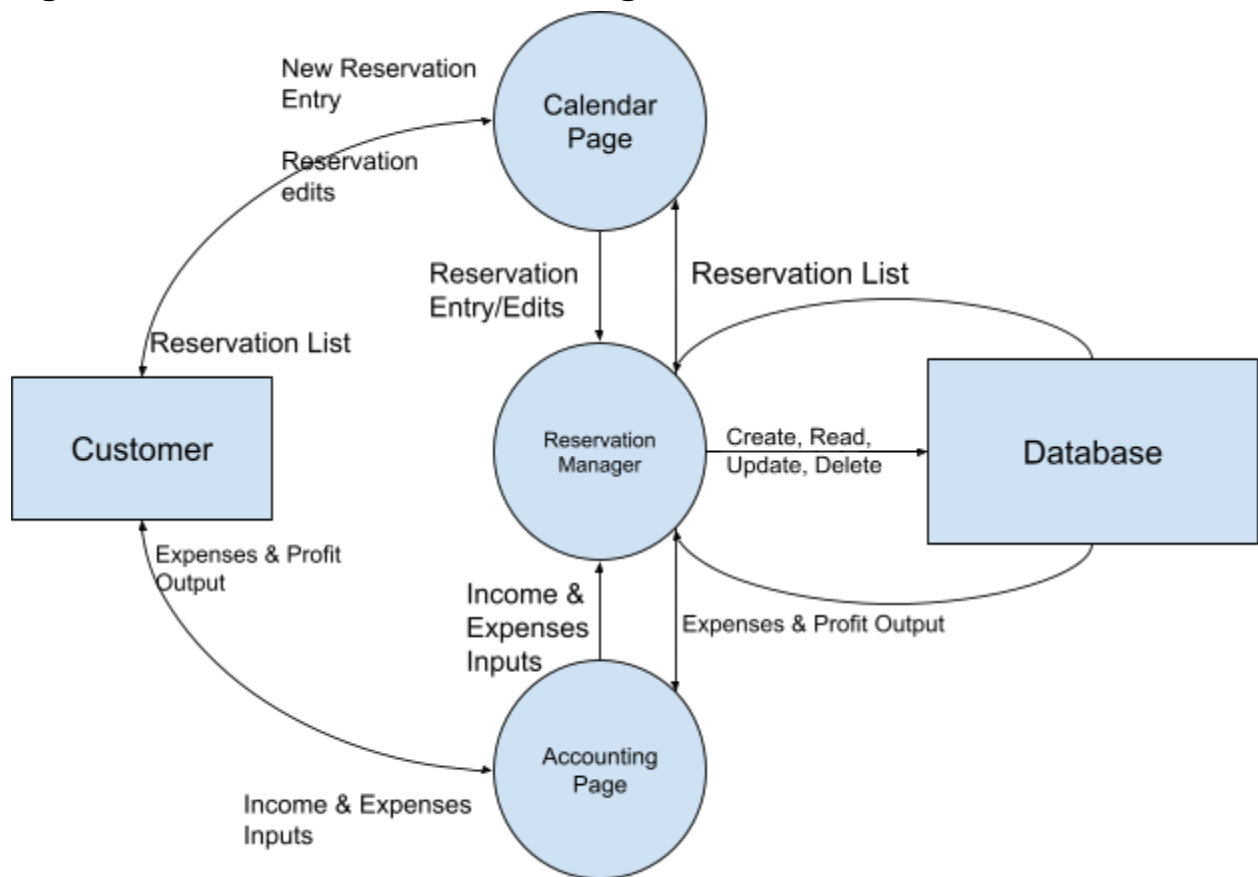 New Reservation
Entry
Calendar
Page
Reservation
edits
Reservation
Entry/Edits
Reservation List
Reservation List
Customer
Reservation
Manager
Create, Read,
Update, Delete
Database
Expenses & Profit
Output
Income &
Expenses
Inputs
Expenses & Profit Output
Accounting
Page
Income & Expenses
Inputs